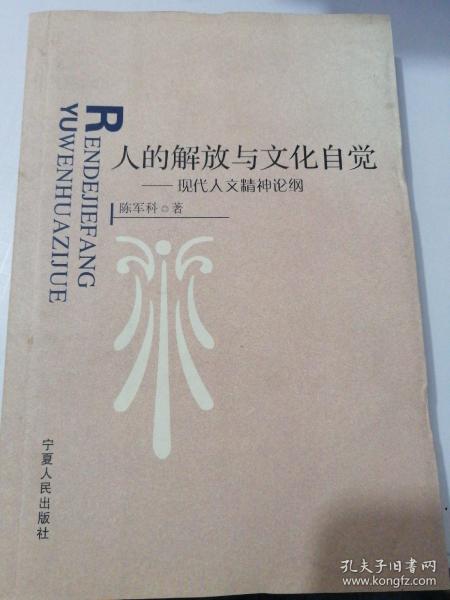 RENDEJIEFANG
YUWENHUAZIJUE
人的解放与文化自觉
——现代人文精神论纲
陈军科 著
宁夏人民出版社
孔夫子旧书网
www.kongfz.com